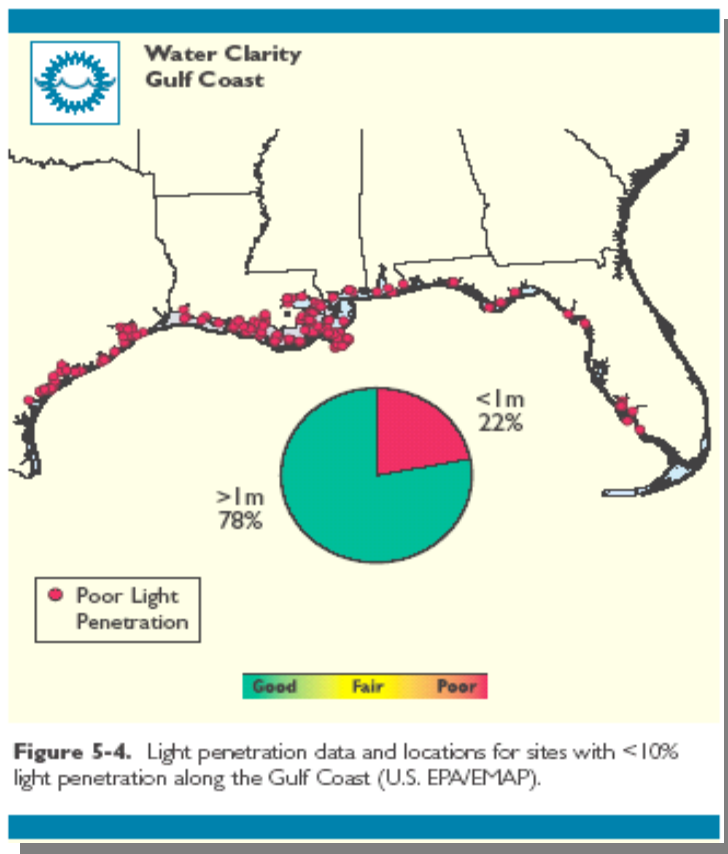 Water Clarity
Gulf Coast
<1m
22%
>1m
78%
Poor Light
Penetration
Good Fair Poor
Figure 5-4. Light penetration data and locations for sites with <10%
light penetration along the Gulf Coast (U.S. EPA/EMAP).